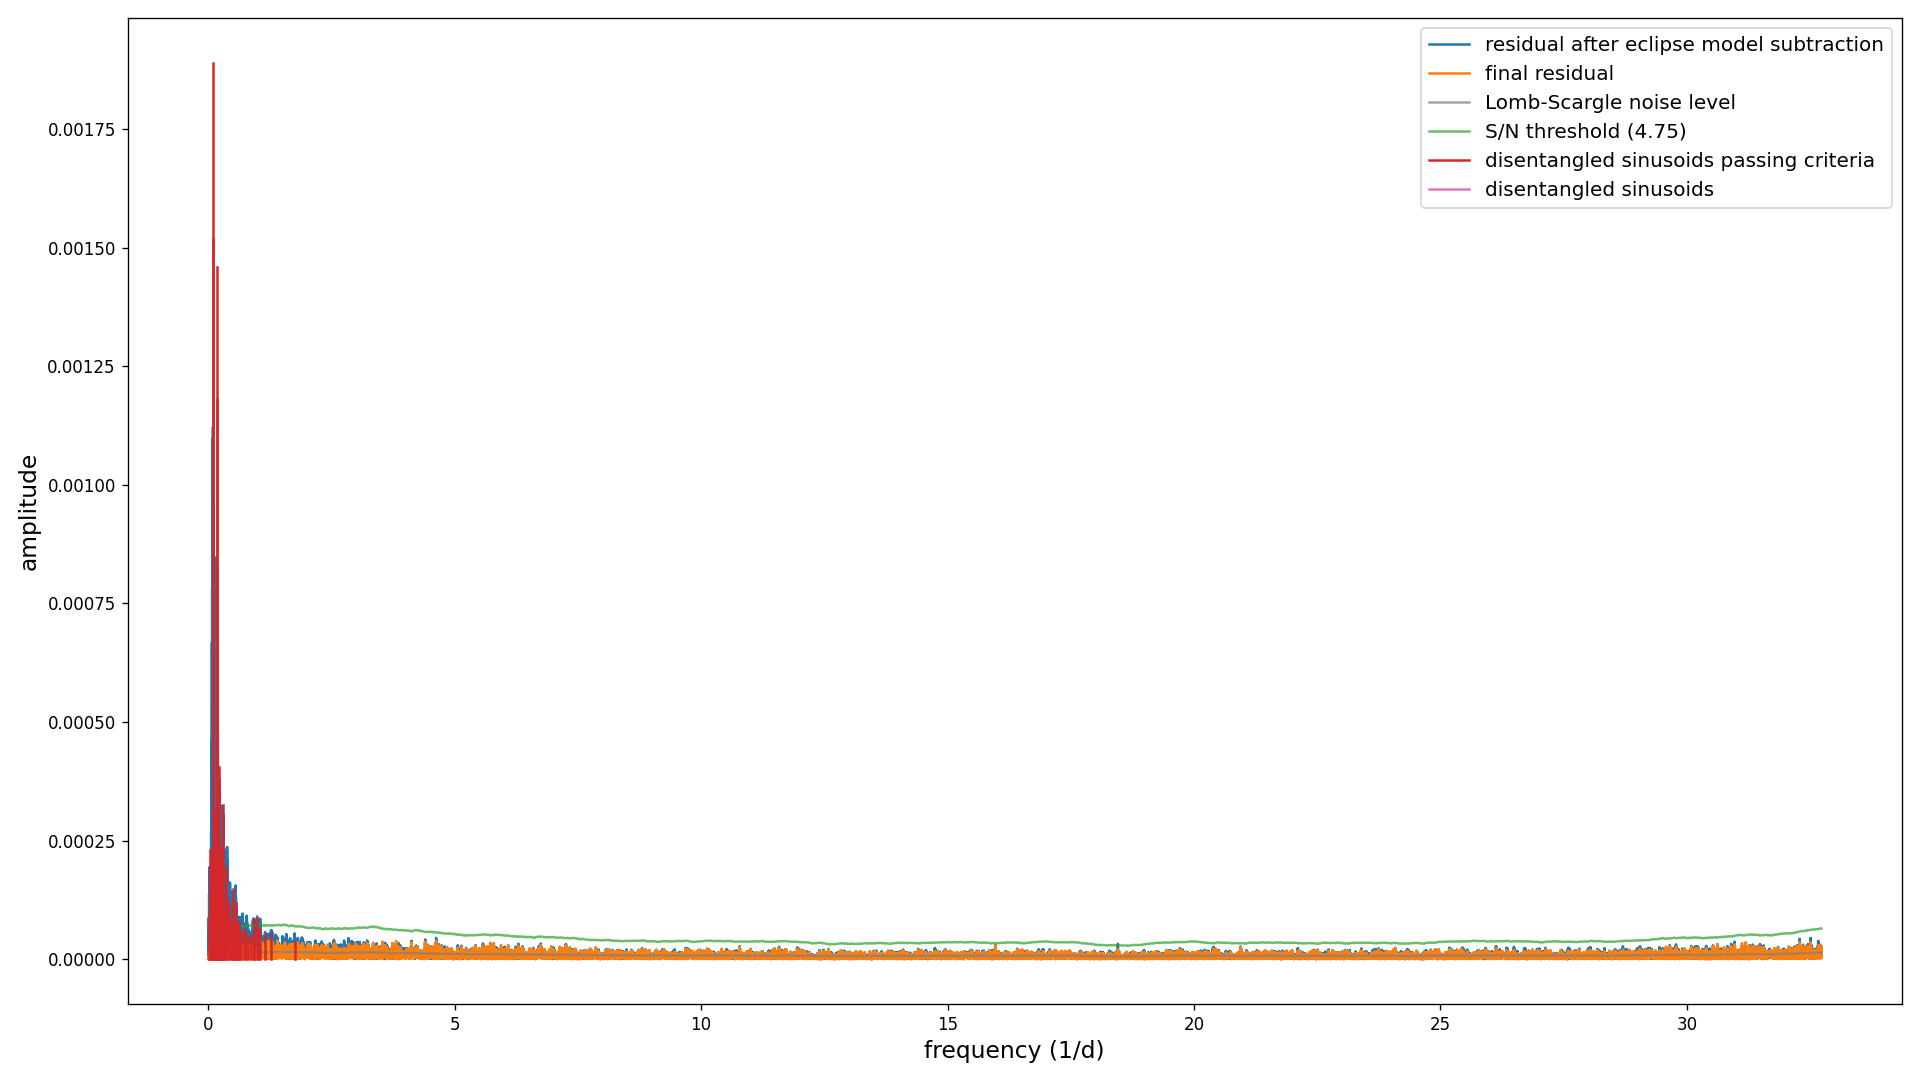 residual after eclipse model subtraction
final residual
Lomb-Scargle noise level
S/N threshold (4.75)
disentangled sinusoids passing criteria
disentangled sinusoids
amplitude
0.00175
0.00150
0.00125
0.00100
0.00075
0.00050
0.00025
0.00000
0 5 10 15 20 25 30
frequency (1/d)